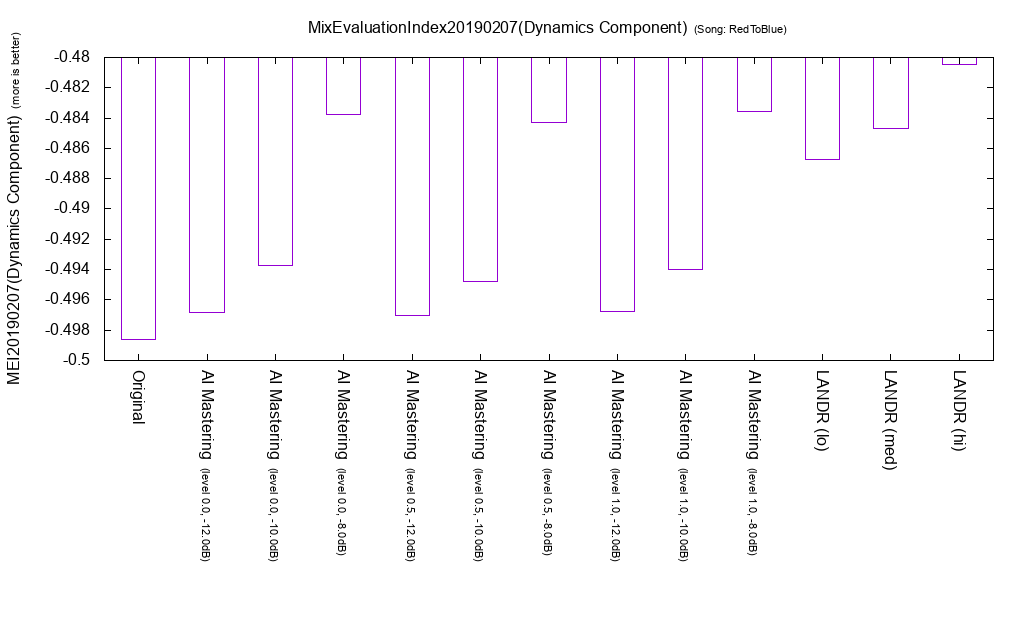 MixEvaluationIndex20190207(Dynamics Component) (Song: RedToBlue)
MEI20190207(Dynamics Component) (more is better)
-0.48
-0.482
-0.484
-0.486
-0.488
-0.49
-0.492
-0.494
-0.496
-0.498
-0.5
Original
AI Mastering (level 0.0, -12.0dB)
AI Mastering (level 0.0, -10.0dB)
AI Mastering (level 0.0, -8.0dB)
AI Mastering (level 0.5, -12.0dB)
AI Mastering (level 0.5, -10.0dB)
AI Mastering (level 0.5, -8.0dB)
AI Mastering (level 1.0, -12.0dB)
AI Mastering (level 1.0, -10.0dB)
AI Mastering (level 1.0, -8.0dB)
LANDR (lo)
LANDR (med)
LANDR (hi)